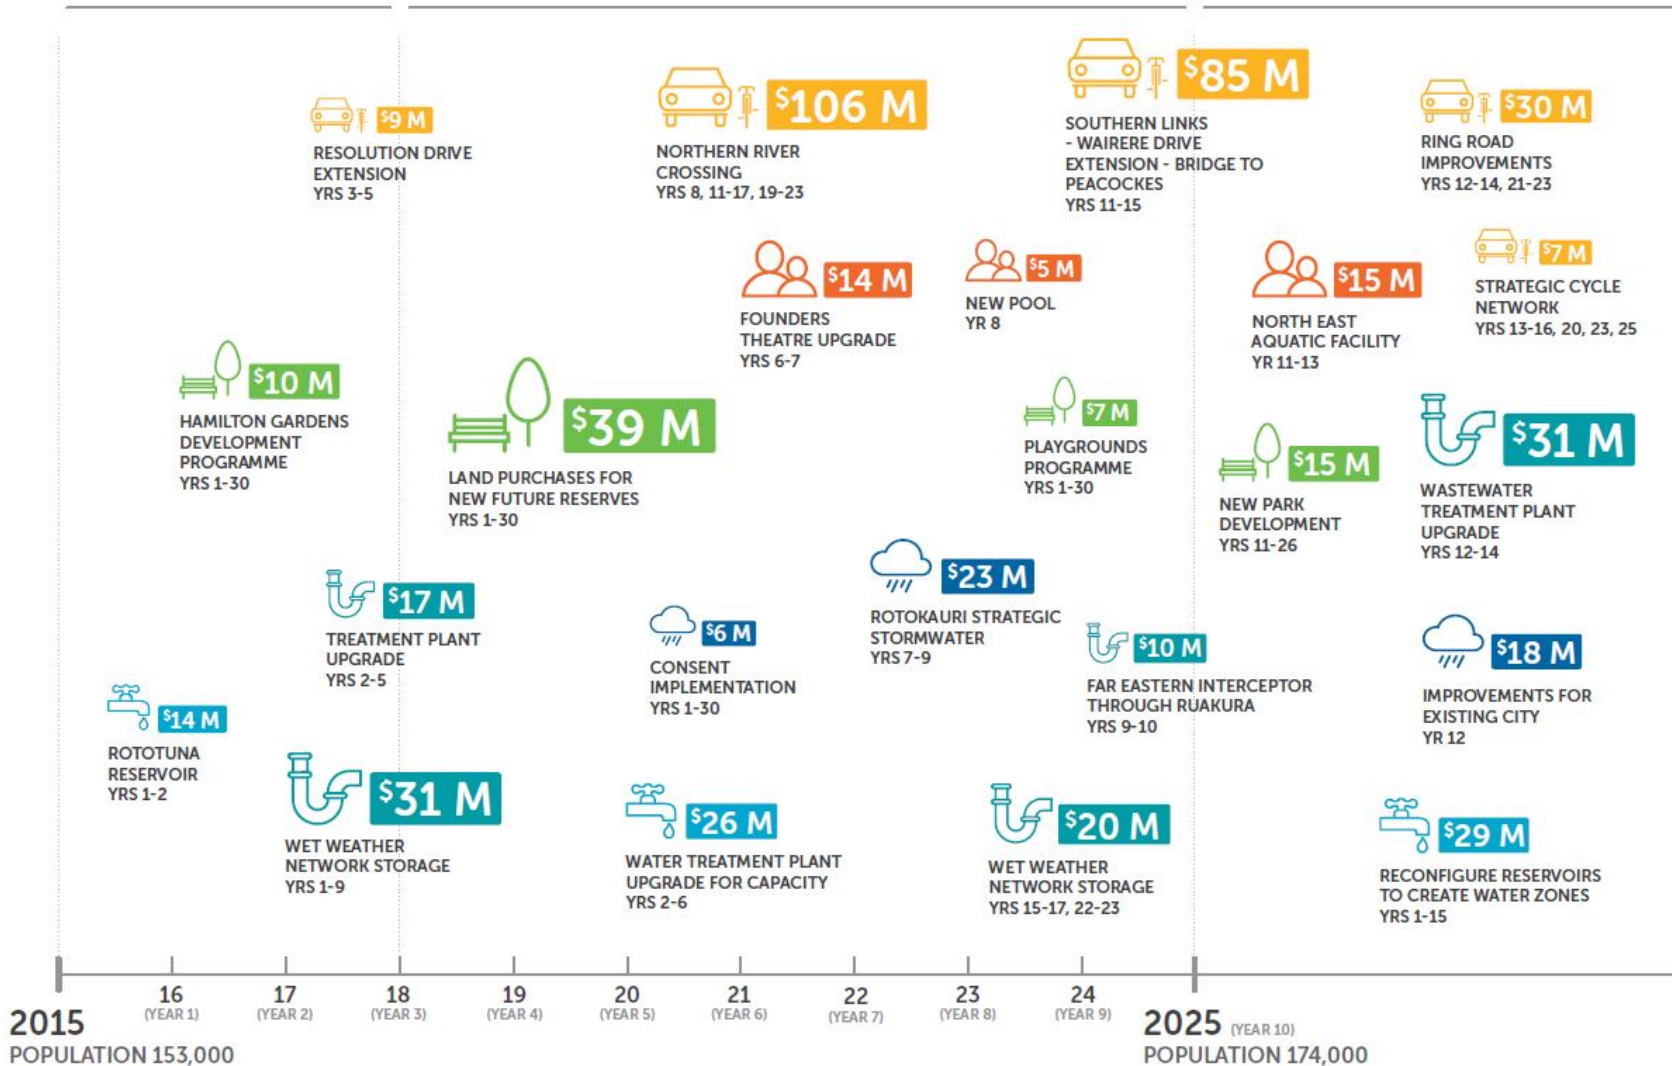 $9 M
RESOLUTION DRIVE
EXTENSION
YRS 3-5
$106 M
NORTHERN RIVER
CROSSING
YRS 8, 11-17, 19-23
$85 M
SOUTHERN LINKS
- WAIRERE DRIVE
EXTENSION - BRIDGE TO
PEACOCKES
YRS 11-15
$30 M
RING ROAD
IMPROVEMENTS
YRS 12-14, 21-23
$14 M
FOUNDERS
THEATRE UPGRADE
YRS 6-7
$5 M
NEW POOL
YR 8
$15 M
NORTH EAST
AQUATIC FACILITY
YR 11-13
$7 M
STRATEGIC CYCLE
NETWORK
YRS 13-16, 20, 23, 25
$10 M
HAMILTON GARDENS
DEVELOPMENT
PROGRAMME
YRS 1-30
$39 M
LAND PURCHASES FOR
NEW FUTURE RESERVES
YRS 1-30
$7 M
PLAYGROUNDS
PROGRAMME
YRS 1-30
$15 M
NEW PARK
DEVELOPMENT
YRS 11-26
$31 M
WASTEWATER
TREATMENT PLANT
UPGRADE
YRS 12-14
$17 M
TREATMENT PLANT
UPGRADE
YRS 2-5
$6 M
CONSENT
IMPLEMENTATION
YRS 1-30
$23 M
ROTOKAURI STRATEGIC
STORMWATER
YRS 7-9
$10 M
FAR EASTERN INTERCEPTOR
THROUGH RUAKURA
YRS 9-10
$18 M
IMPROVEMENTS FOR
EXISTING CITY
YR 12
$14 M
ROTOTUNA
RESERVOIR
YRS 1-2
$31 M
WET WEATHER
NETWORK STORAGE
YRS 1-9
$26 M
WATER TREATMENT PLANT
UPGRADE FOR CAPACITY
YRS 2-6
$20 M
WET WEATHER
NETWORK STORAGE
YRS 15-17, 22-23
$29 M
RECONFIGURE RESERVOIRS
TO CREATE WATER ZONES
YRS 1-15
2015
POPULATION 153,000
16
(YEAR 1)
17
(YEAR 2)
18
(YEAR 3)
19
(YEAR 4)
20
(YEAR 5)
21
(YEAR 6)
22
(YEAR 7)
23
(YEAR 8)
24
(YEAR 9)
2025 (YEAR 10)
POPULATION 174,000